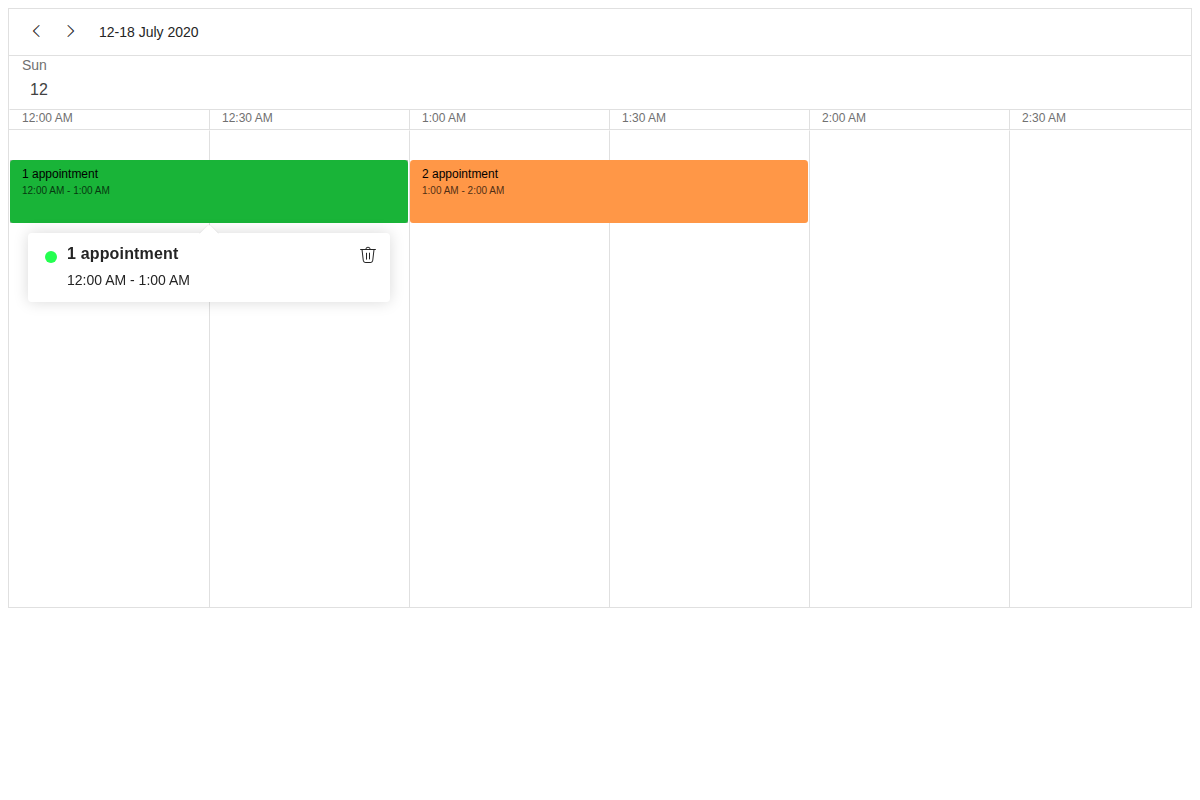 12-18 July 2020
Sun
12
12:00 AM 12:30 AM 1:00 AM 1:30 AM 2:00 AM 2:30 AM
1 appointment
12:00 AM - 1:00 AM
2 appointment
1:00 AM - 2:00 AM
1 appointment
12:00 AM - 1:00 AM